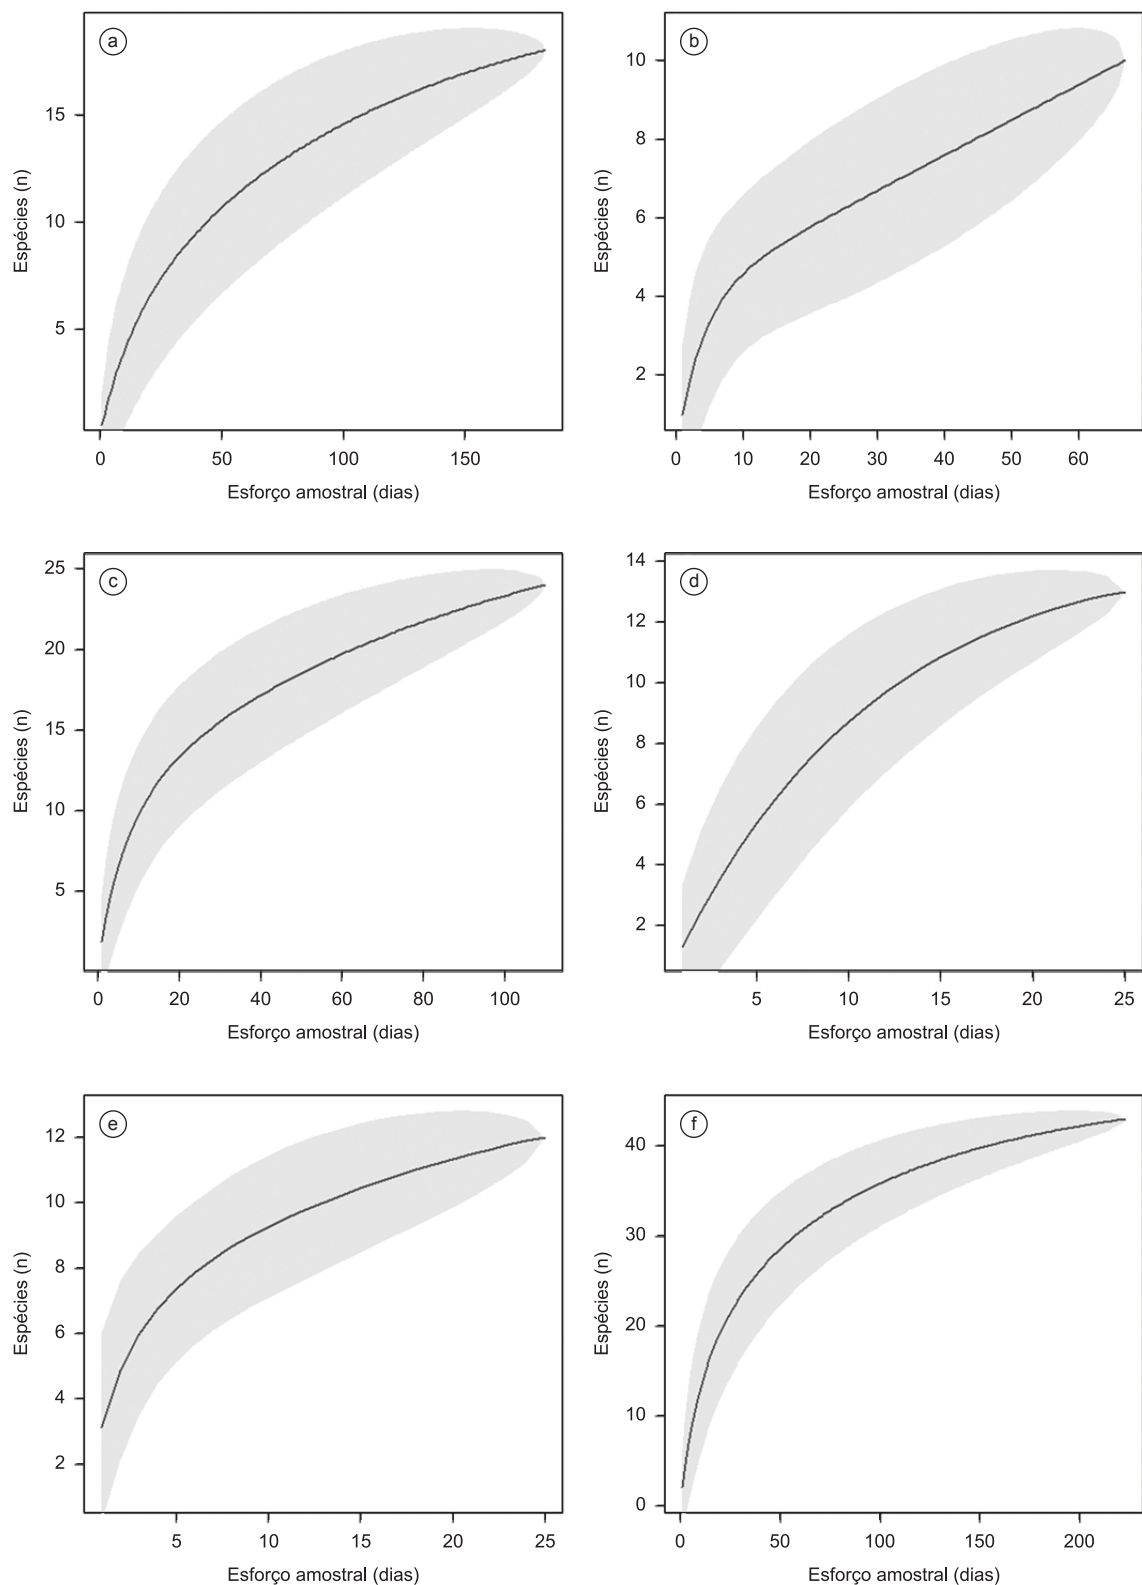 a
15
10
5
Espécies (n)
0 50 100 150
Esforço amostral (dias)
b
10
8
6
4
2
Espécies (n)
0 10 20 30 40 50 60
Esforço amostral (dias)
c
25
20
15
10
5
Espécies (n)
0 20 40 60 80 100
Esforço amostral (dias)
d
14
12
10
8
6
4
2
Espécies (n)
5 10 15 20 25
Esforço amostral (dias)
e
12
10
8
6
4
2
Espécies (n)
5 10 15 20 25
Esforço amostral (dias)
f
40
30
20
10
0
Espécies (n)
0 50 100 150 200
Esforço amostral (dias)